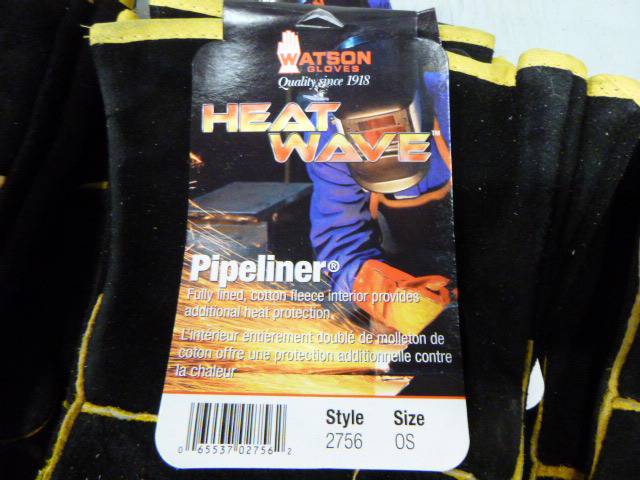 WATSON
GLOVES
Quality since 1918
HEAT
WAVE™
Pipeliner®
Fully lined, cotton fleece interior provides
additional heat protection
L'intérieur entièrement doublé de molleton de
coton offre une protection additionnelle contre
la chaleur
Style Size
2756 OS
0 65537 02756 2